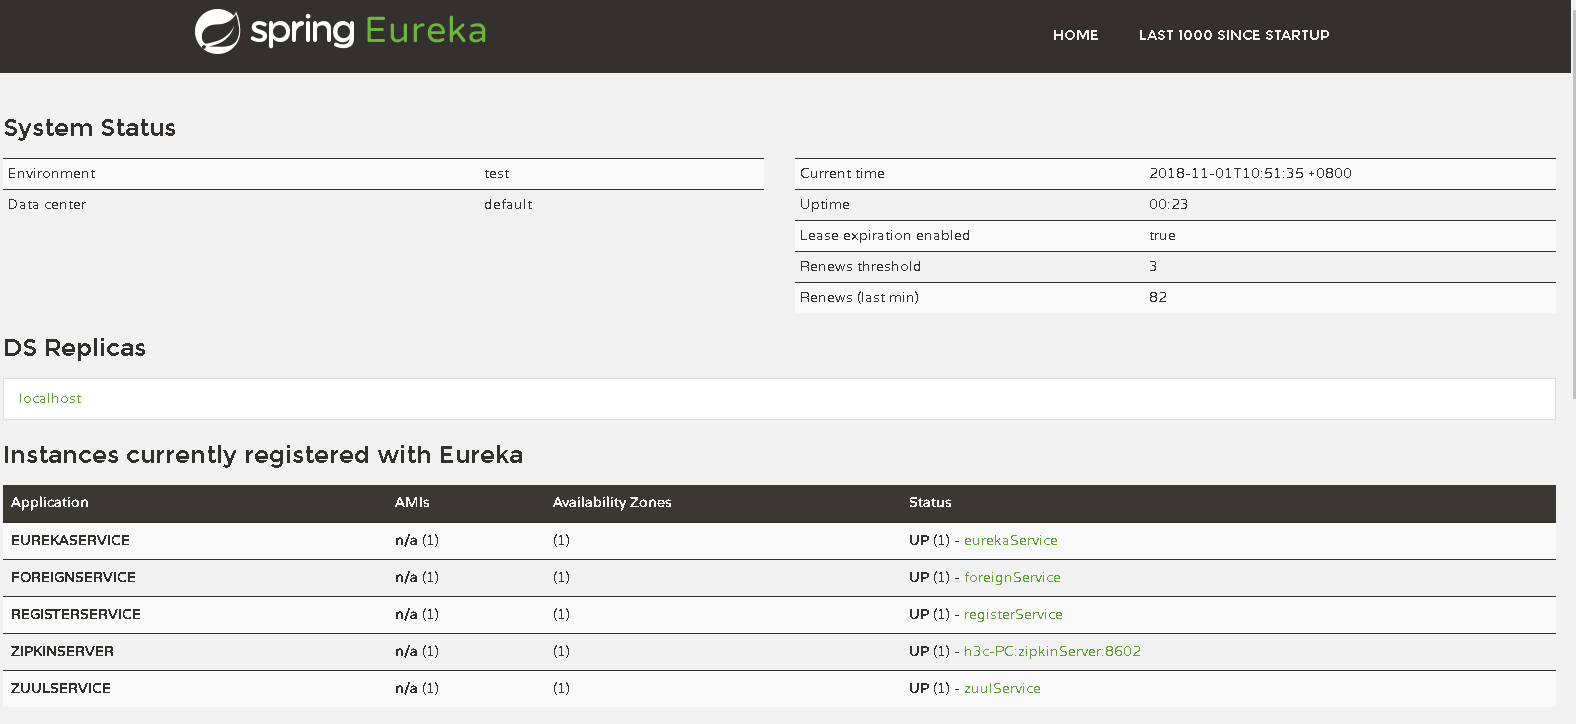 spring Eureka
HOME LAST 1000 SINCE STARTUP
System Status
Environment test
Data center default
Current time 2018-11-01T10:51:35 +0800
Uptime 00:23
Lease expiration enabled true
Renews threshold 3
Renews (last min) 82
DS Replicas
localhost
Instances currently registered with Eureka
Application AMIs Availability Zones Status
EUREKASERVICE n/a (1) (1) UP (1) - eurekaService
FOREIGNSERVICE n/a (1) (1) UP (1) - foreignService
REGISTERSERVICE n/a (1) (1) UP (1) - registerService
ZIPKINSERVER n/a (1) (1) UP (1) - h3c-PC:zipkinServer:8602
ZUULSERVICE n/a (1) (1) UP (1) - zuulService